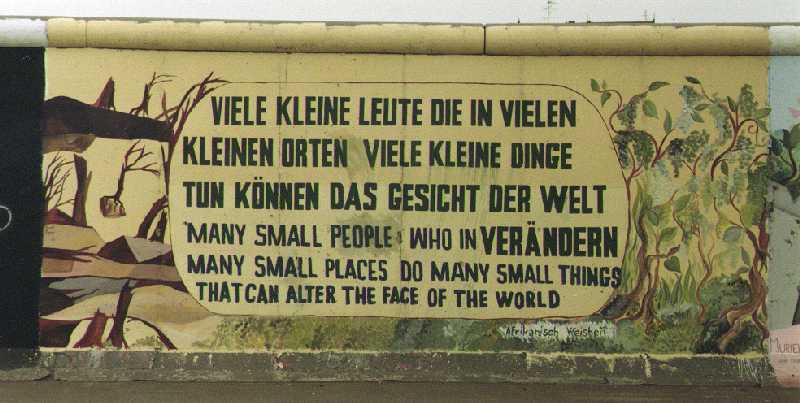 VIELE KLEINE LEUTE DIE IN VIELEN
KLEINEN ORTEN VIELE KLEINE DINGE
TUN KÖNNEN DAS GESICHT DER WELT
"MANY SMALL PEOPLE WHO IN VERÄNDERN
MANY SMALL PLACES DO MANY SMALL THINGS
THAT CAN ALTER THE FACE OF THE WORLD
Afrikanisch Weisheit